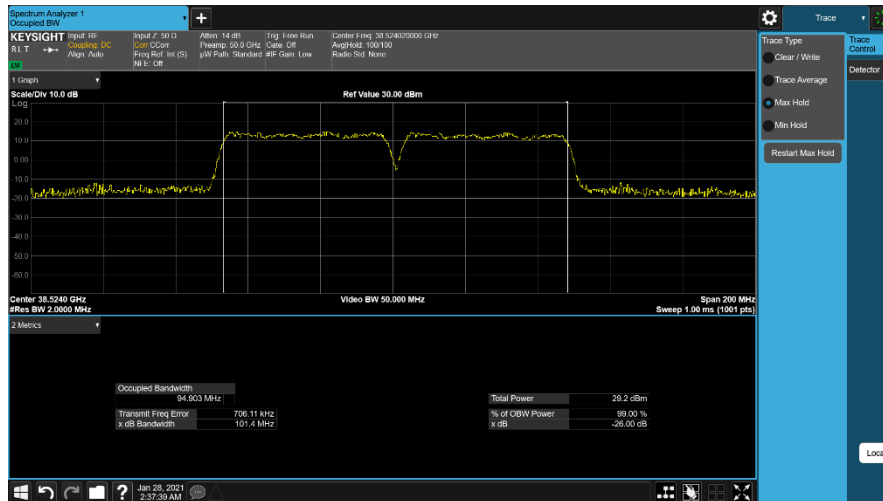 Spectrum Analyzer 1
Occupied BW
Trace
KEYSIGHT
Input: RF
Coupling: DC
Align: Auto
R L T
Input Z: 50 Ω
Corr CCorr
Freq Ref: Int (S)
NFE: Off
Atten: 14 dB
Preamp: 50.0 GHz
µW Path: Standard
Trig: Free Run
Gate: Off
#IF Gain: Low
Center Freq: 38.524020000 GHz
Avg|Hold: 100/100
Radio Std: None
1 Graph
Scale/Div 10.0 dB
Ref Value 30.00 dBm
Log
20.0
10.0
0.00
-10.0
-20.0
-30.0
-40.0
-50.0
-60.0
Center 38.5240 GHz
#Res BW 2.0000 MHz
Video BW 50.000 MHz
Span 200 MHz
Sweep 1.00 ms (1001 pts)
2 Metrics
Occupied Bandwidth
94.903 MHz
Transmit Freq Error 706.11 kHz
x dB Bandwidth 101.4 MHz
Total Power 29.2 dBm
% of OBW Power 99.00 %
x dB -26.00 dB
Trace Type
Clear / Write
Trace Average
Max Hold
Min Hold
Restart Max Hold
Trace
Control
Detector
Loca
Jan 28, 2021
2:37:39 AM